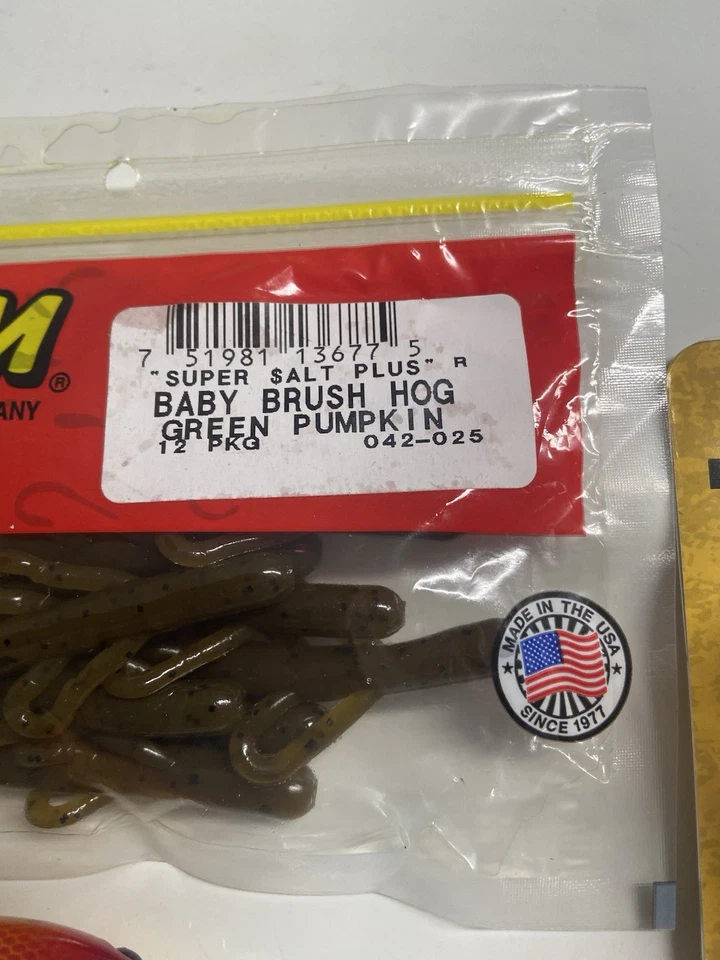 m®
ANY
7 51981 13677 5
"SUPER $ALT PLUS" R
BABY BRUSH HOG
GREEN PUMPKIN
12 PKG 042-025
MADE IN THE USA
SINCE 1977